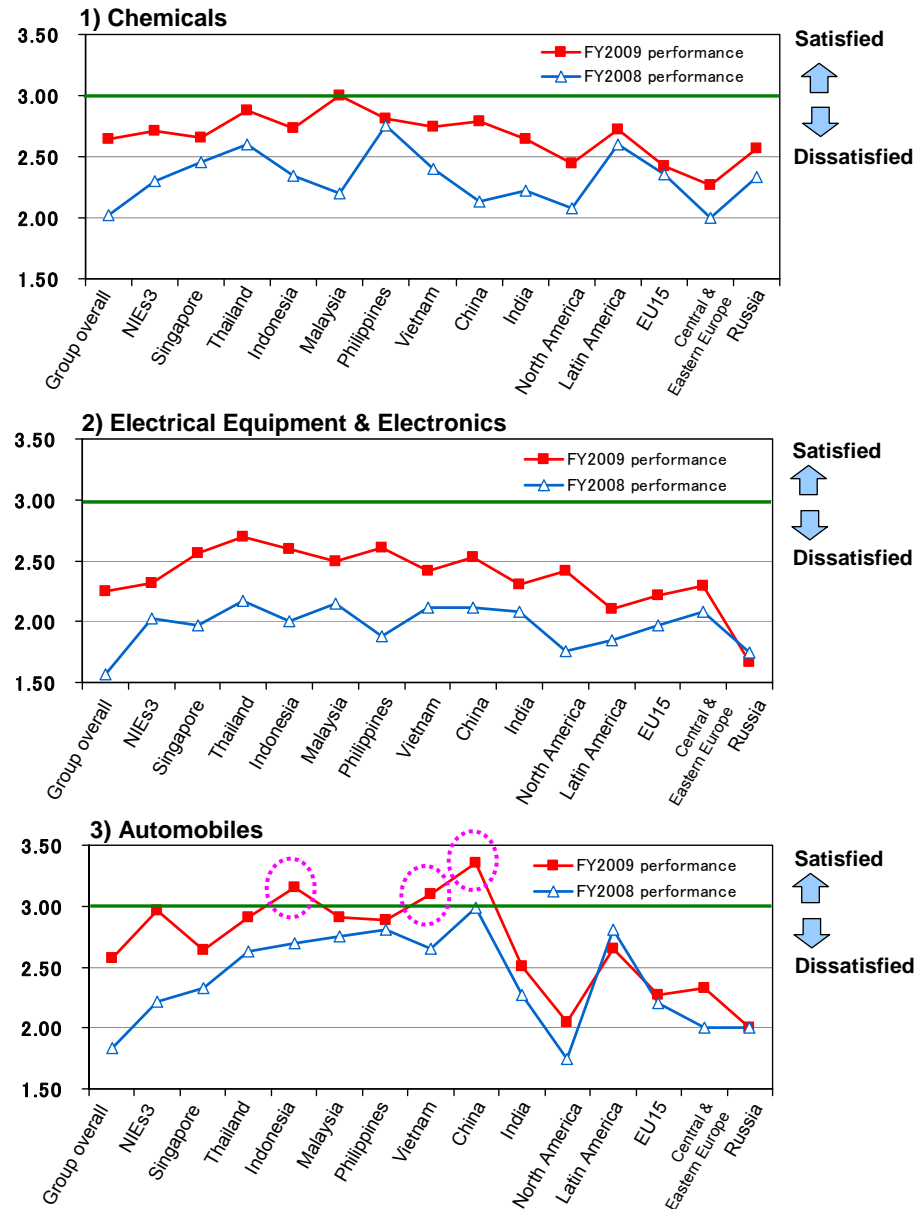 1) Chemicals
3.50
3.00
2.50
2.00
1.50
FY2009 performance
FY2008 performance
Satisfied
Dissatisfied
Group overall
NIEs3
Singapore
Thailand
Indonesia
Malaysia
Philippines
Vietnam
China
India
North America
Latin America
EU15
Central &
Eastern Europe
Russia
2) Electrical Equipment & Electronics
3.50
3.00
2.50
2.00
1.50
FY2009 performance
FY2008 performance
Satisfied
Dissatisfied
Group overall
NIEs3
Singapore
Thailand
Indonesia
Malaysia
Philippines
Vietnam
China
India
North America
Latin America
EU15
Central &
Eastern Europe
Russia
3) Automobiles
3.50
3.00
2.50
2.00
1.50
FY2009 performance
FY2008 performance
Satisfied
Dissatisfied
Group overall
NIEs3
Singapore
Thailand
Indonesia
Malaysia
Philippines
Vietnam
China
India
North America
Latin America
EU15
Central &
Eastern Europe
Russia